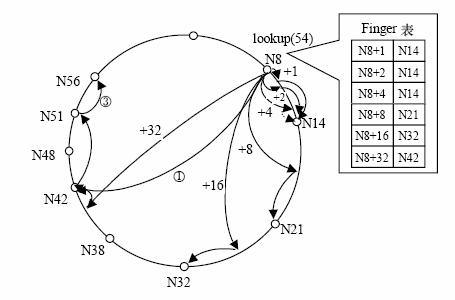 lookup(54)
Finger 表
N8+1 N14
N8+2 N14
N8+4 N14
N8+8 N21
N8+16 N32
N8+32 N42
N8
+1
+2
+4
N14
+8
+16
+32
①
③
N56
N51
N48
N42
N38
N32
N21